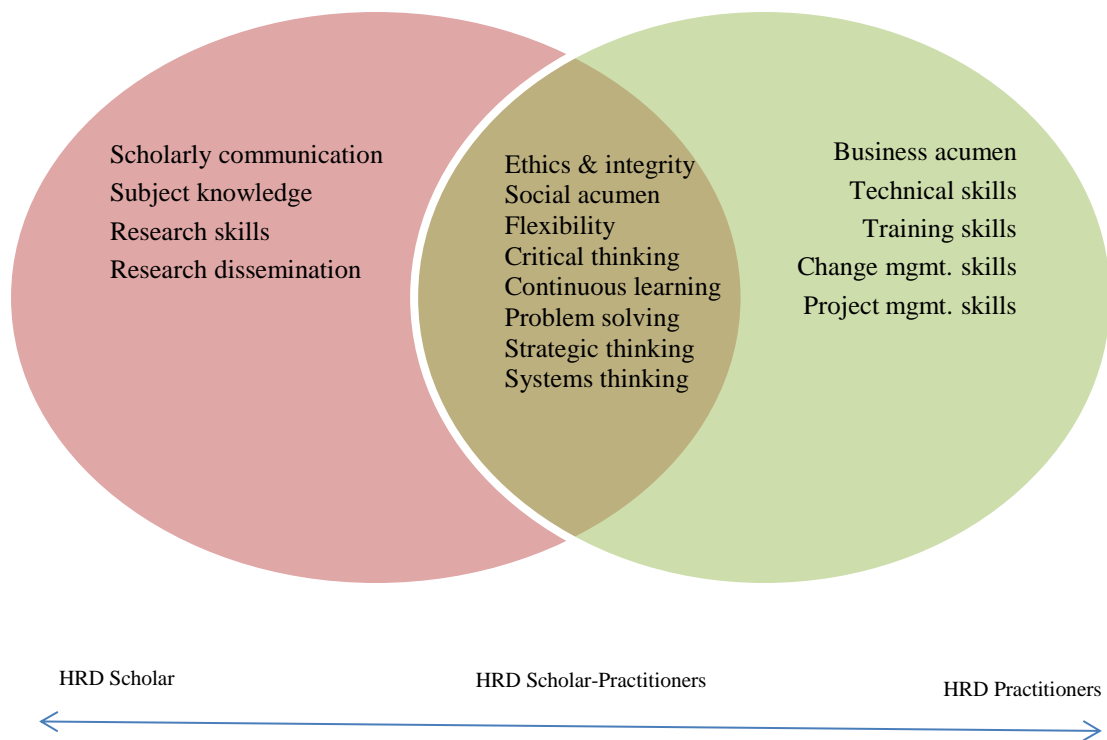 Scholarly communication
Subject knowledge
Research skills
Research dissemination
Ethics & integrity
Social acumen
Flexibility
Critical thinking
Continuous learning
Problem solving
Strategic thinking
Systems thinking
Business acumen
Technical skills
Training skills
Change mgmt. skills
Project mgmt. skills
HRD Scholar
HRD Scholar-Practitioners
HRD Practitioners